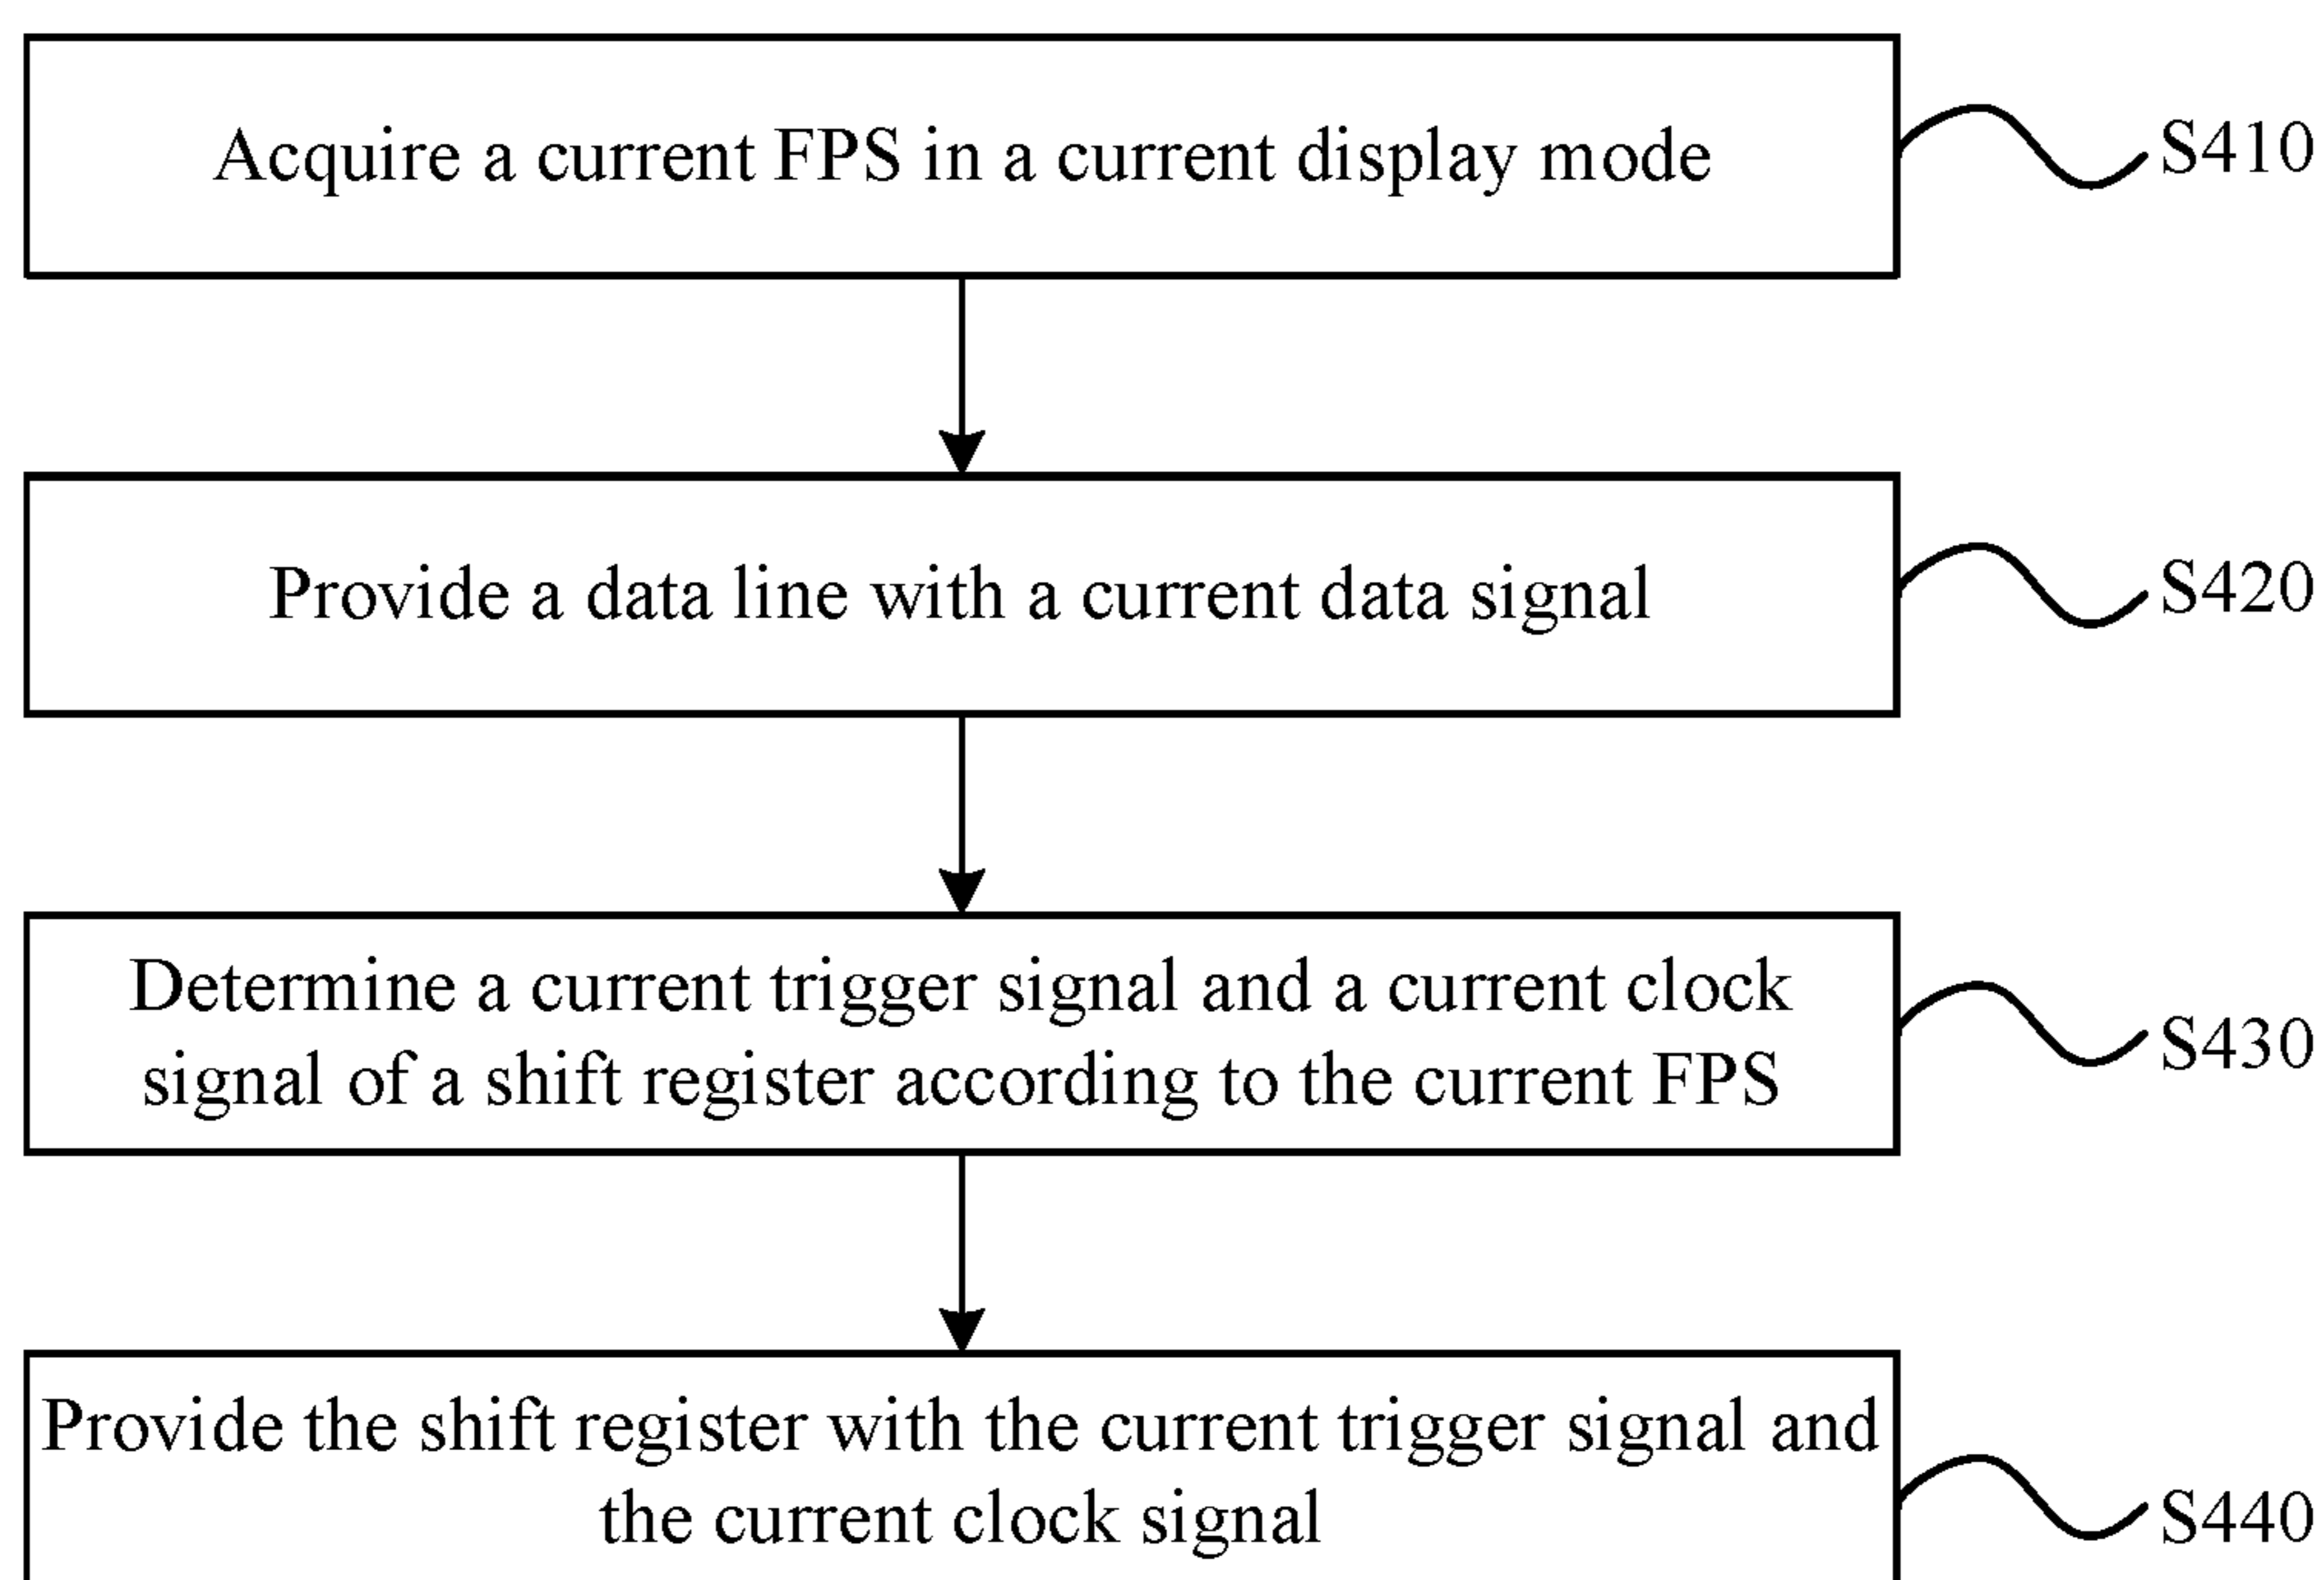 Acquire a current FPS in a current display mode
S410
Provide a data line with a current data signal
S420
Determine a current trigger signal and a current clock
signal of a shift register according to the current FPS
S430
Provide the shift register with the current trigger signal and
the current clock signal
S440